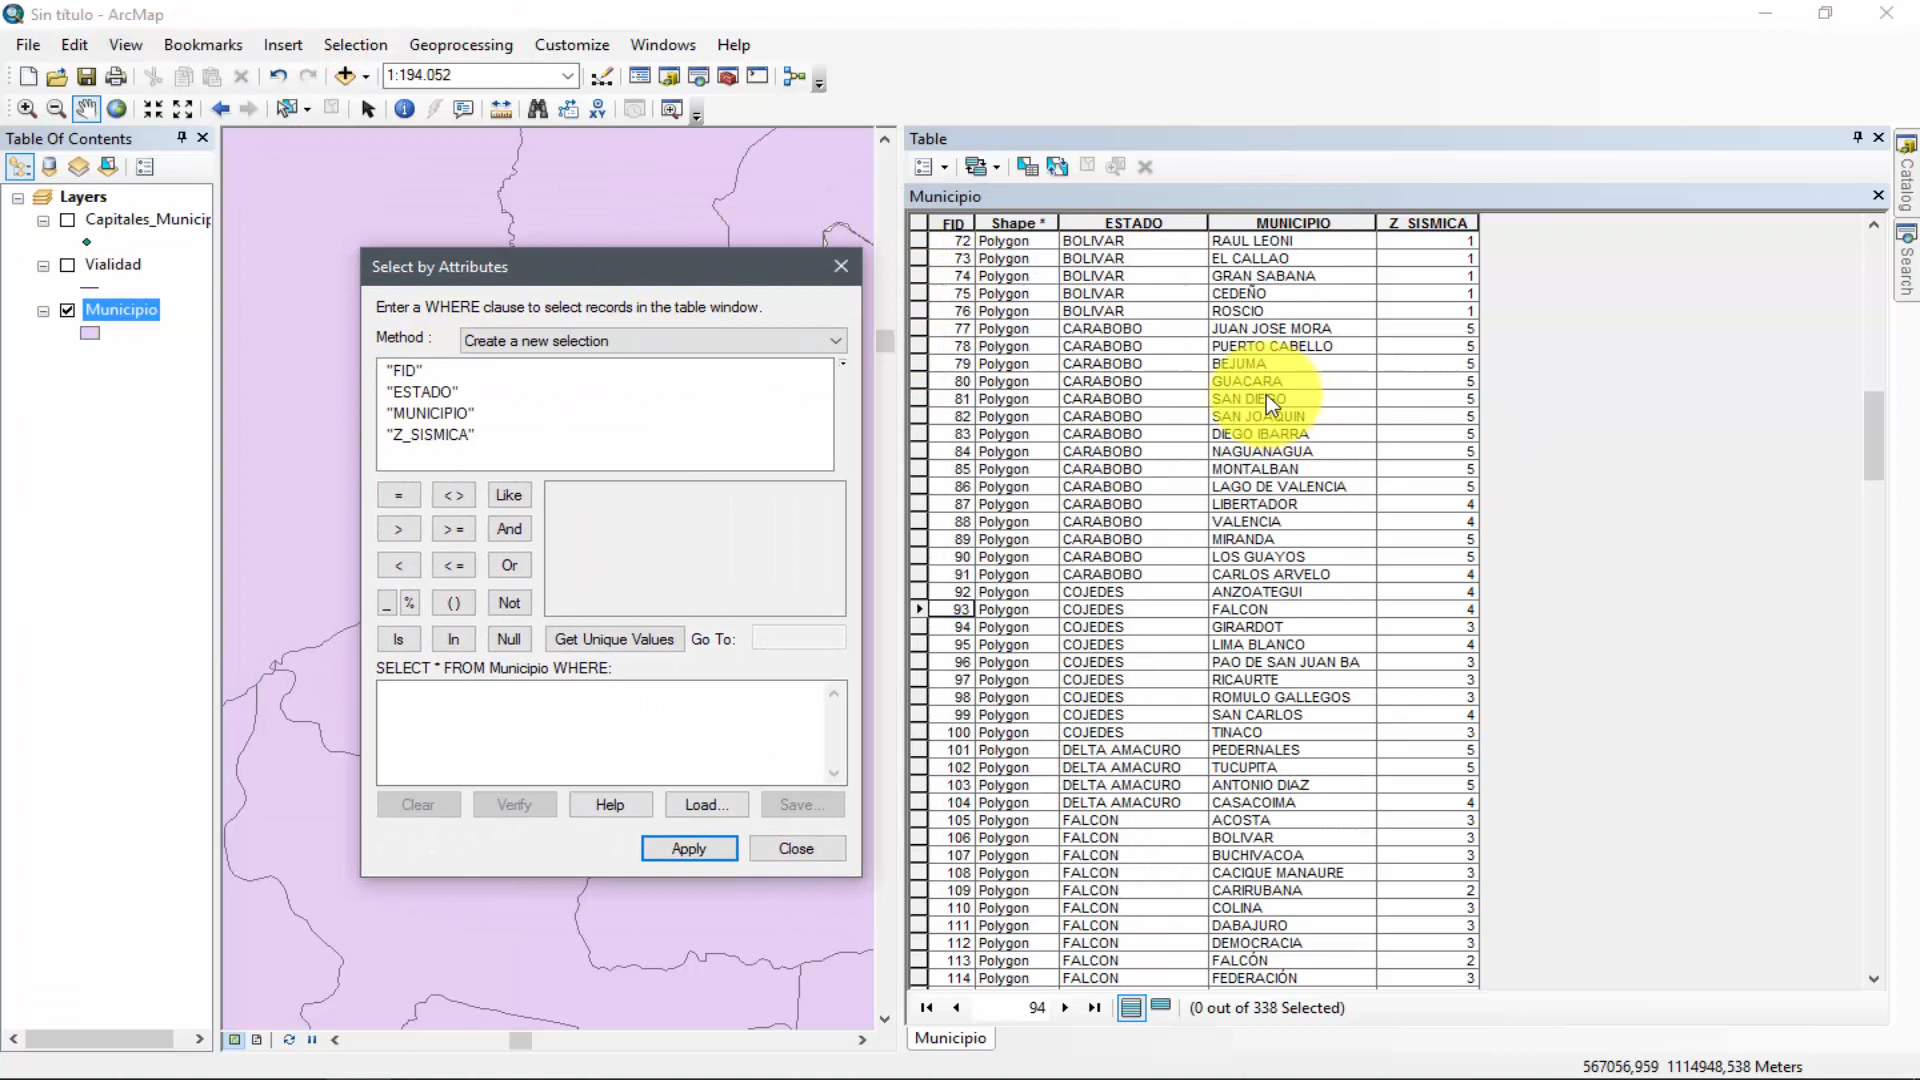 Sin título - ArcMap
File Edit View Bookmarks Insert Selection Geoprocessing Customize Windows Help
1:194.052
Table Of Contents
Layers
Capitales_Municip
Vialidad
Municipio
Select by Attributes
Enter a WHERE clause to select records in the table window.
Method : Create a new selection
"FID"
"ESTADO"
"MUNICIPIO"
"Z_SISMICA"
= < > Like
> > = And
< < = Or
_ % ( ) Not
Is In Null Get Unique Values Go To:
SELECT * FROM Municipio WHERE:
Clear Verify Help Load... Save...
Apply Close
Table
Municipio
FID Shape * ESTADO MUNICIPIO Z_SISMICA
72 Polygon BOLIVAR RAUL LEONI 1
73 Polygon BOLIVAR EL CALLAO 1
74 Polygon BOLIVAR GRAN SABANA 1
75 Polygon BOLIVAR CEDEÑO 1
76 Polygon BOLIVAR ROSCIO 1
77 Polygon CARABOBO JUAN JOSE MORA 5
78 Polygon CARABOBO PUERTO CABELLO 5
79 Polygon CARABOBO BEJUMA 5
80 Polygon CARABOBO GUACARA 5
81 Polygon CARABOBO SAN DIEGO 5
82 Polygon CARABOBO SAN JOAQUIN 5
83 Polygon CARABOBO DIEGO IBARRA 5
84 Polygon CARABOBO NAGUANAGUA 5
85 Polygon CARABOBO MONTALBAN 5
86 Polygon CARABOBO LAGO DE VALENCIA 5
87 Polygon CARABOBO LIBERTADOR 4
88 Polygon CARABOBO VALENCIA 4
89 Polygon CARABOBO MIRANDA 5
90 Polygon CARABOBO LOS GUAYOS 5
91 Polygon CARABOBO CARLOS ARVELO 4
92 Polygon COJEDES ANZOATEGUI 4
93 Polygon COJEDES FALCON 4
94 Polygon COJEDES GIRARDOT 3
95 Polygon COJEDES LIMA BLANCO 4
96 Polygon COJEDES PAO DE SAN JUAN BA 3
97 Polygon COJEDES RICAURTE 3
98 Polygon COJEDES ROMULO GALLEGOS 3
99 Polygon COJEDES SAN CARLOS 4
100 Polygon COJEDES TINACO 3
101 Polygon DELTA AMACURO PEDERNALES 5
102 Polygon DELTA AMACURO TUCUPITA 5
103 Polygon DELTA AMACURO ANTONIO DIAZ 5
104 Polygon DELTA AMACURO CASACOIMA 4
105 Polygon FALCON ACOSTA 3
106 Polygon FALCON BOLIVAR 3
107 Polygon FALCON BUCHIVACOA 3
108 Polygon FALCON CACIQUE MANAURE 3
109 Polygon FALCON CARIRUBANA 2
110 Polygon FALCON COLINA 3
111 Polygon FALCON DABAJURO 3
112 Polygon FALCON DEMOCRACIA 3
113 Polygon FALCON FALCÓN 2
114 Polygon FALCON FEDERACIÓN 3
94 (0 out of 338 Selected)
Municipio
Catalog
Search
567056,959 1114948,538 Meters